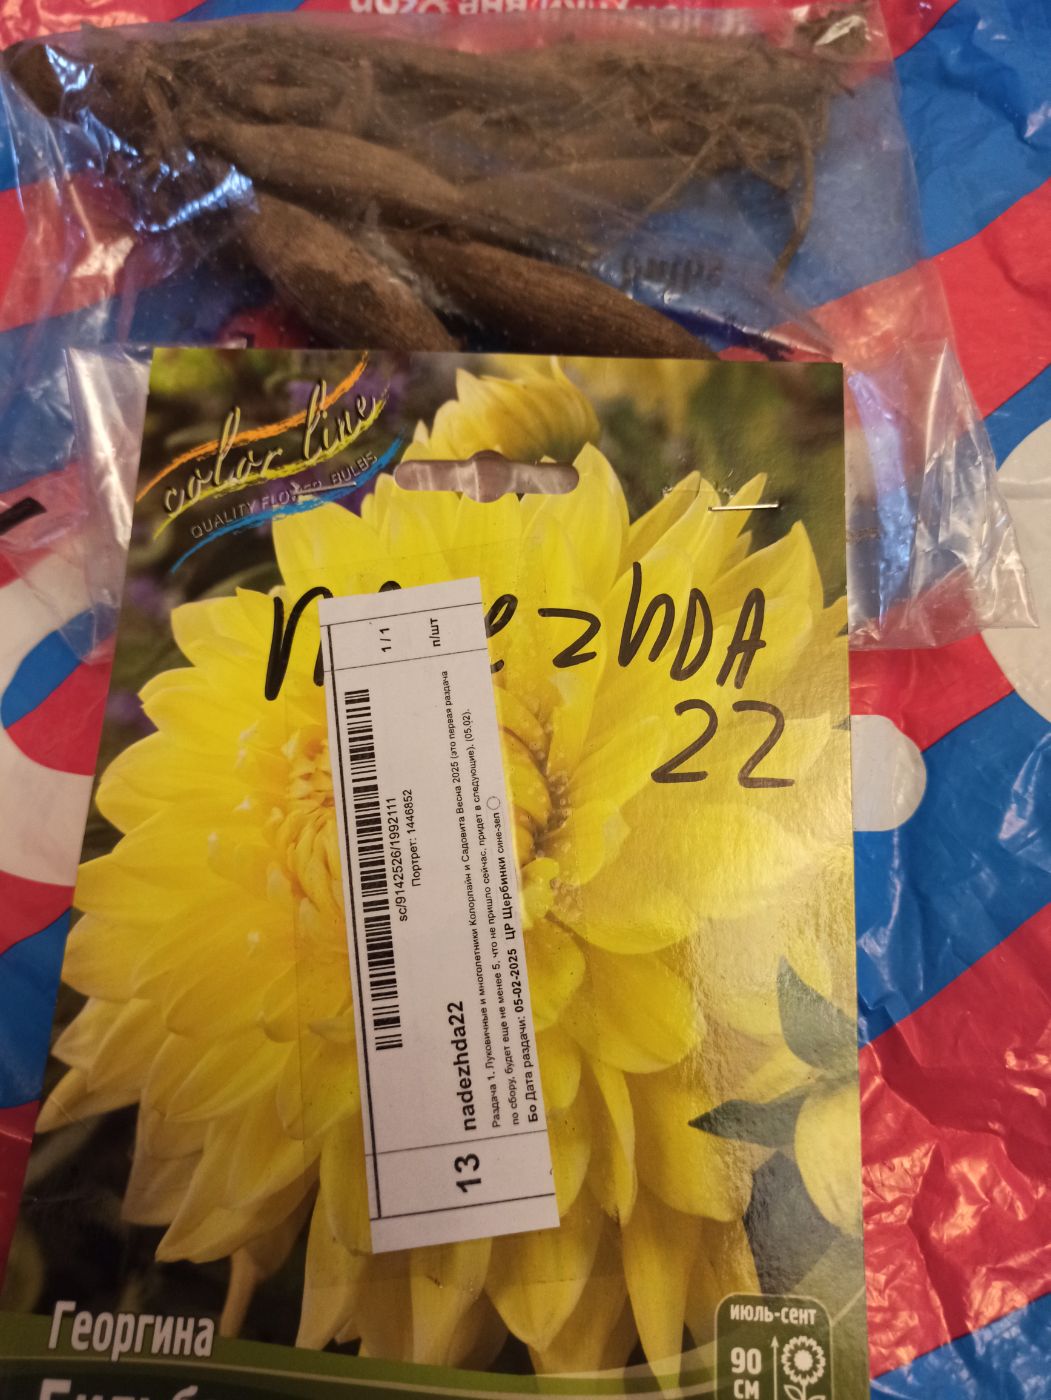 color line
QUALITY FLOWER BULBS
zhDA
22
1 / 1
п/шт
sc/9142526/1992111
Портрет: 1446852
13
nadezhda22
Раздача 1. Луковичные и многолетники Колорлайн и Садовита Весна 2025 (это первая раздача
по сбору, будет еще не менее 5, что не пришло сейчас, придет в следующие). (05.02).
Бо Дата раздачи: 05-02-2025 ЦР Щербинки сине-зел
Георгина
ИЮЛЬ-СЕНТ
90
СМ